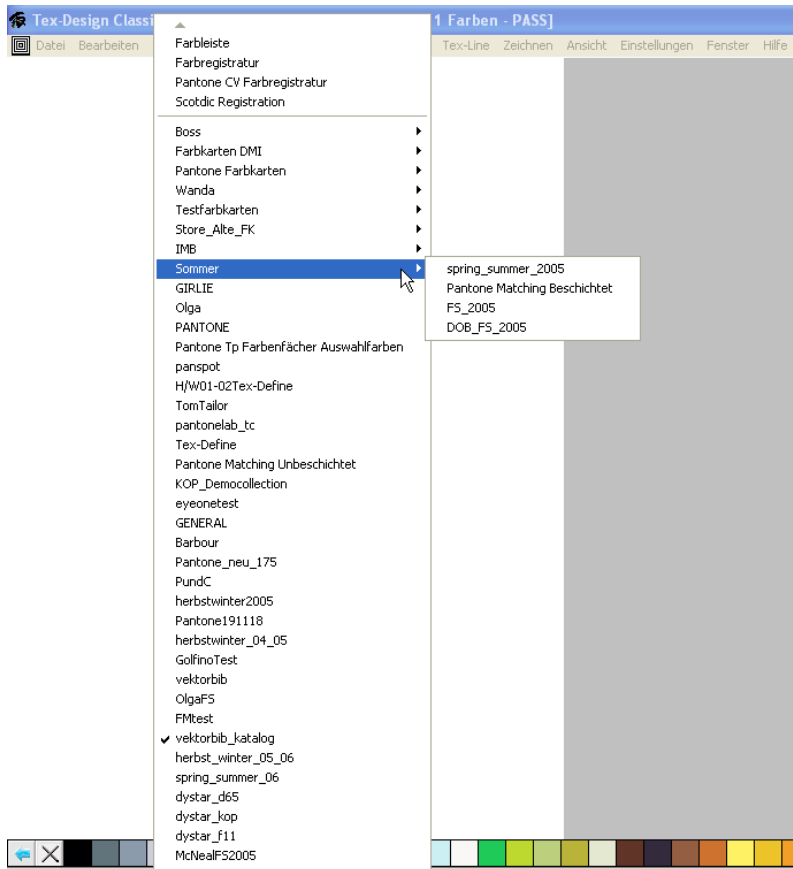 Tex-Design Classi
1 Farben - PASS]
Datei Bearbeiten
Tex-Line Zeichnen Ansicht Einstellungen Fenster Hilfe
Farbleiste
Farbregistratur
Pantone CV Farbregistratur
Scotdic Registration
Boss
Farbkarten DMI
Pantone Farbkarten
Wanda
Testfarbkarten
Store_Alte_FK
IMB
Sommer
spring_summer_2005
Pantone Matching Beschichtet
FS_2005
DOB_FS_2005
GIRLIE
Olga
PANTONE
Pantone Tp Farbenfächer Auswahlfarben
panspot
H/W01-02Tex-Define
TomTailor
pantonelab_tc
Tex-Define
Pantone Matching Unbeschichtet
KOP_Democollection
eyeonetest
GENERAL
Barbour
Pantone_neu_175
PundC
herbstwinter2005
Pantone191118
herbstwinter_04_05
GolfinoTest
vektorbib
OlgaFS
FMtest
vektorbib_katalog
herbst_winter_05_06
spring_summer_06
dystar_d65
dystar_kop
dystar_f11
McNealFS2005